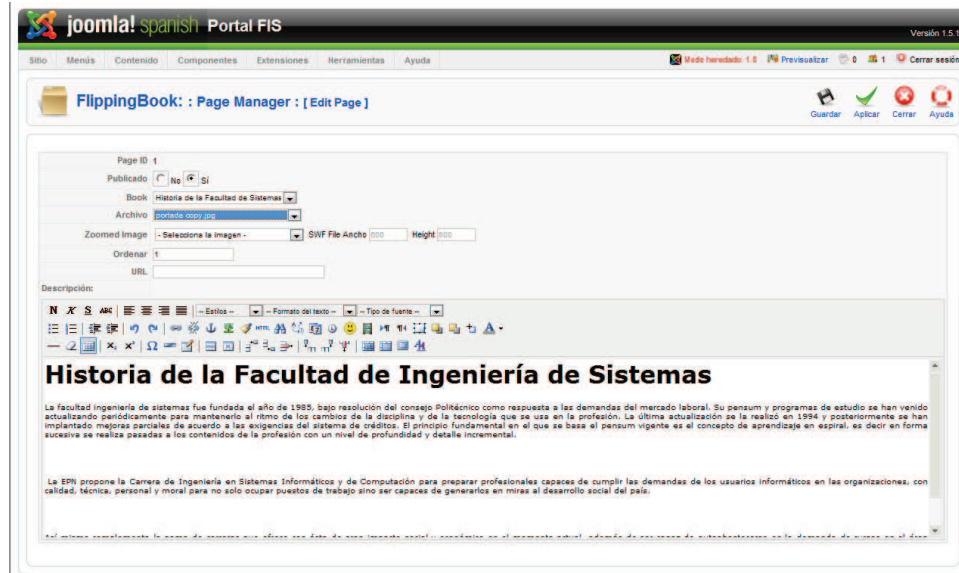 joomla! spanish Portal FIS
Versión 1.5.1
Sitio Menús Contenido Componentes Extensiones Herramientas Ayuda Modo heredado: 1.0 Previsualizar 0 1 Cerrar sesión
FlippingBook: : Page Manager : [ Edit Page ]
Guardar Aplicar Cerrar Ayuda
Page ID 1
Publicado No Sí
Book Historia de la Facultad de Sistemas
Archivo portada copy.jpg
Zoomed Image - Selecciona la Imagen - SWF File Ancho Height
Ordenar 1
URL
Descripción:
N X S ABC -- Estilos -- -- Formato del texto -- -- Tipo de fuente --
HTML
Historia de la Facultad de Ingeniería de Sistemas
La facultad ingeniería de sistemas fue fundada el año de 1985, bajo resolución del consejo Politécnico como respuesta a las demandas del mercado laboral. Su pensum y programas de estudio se han venido
actualizando periódicamente para mantenerlo al ritmo de los cambios de la disciplina y de la tecnología que se usa en la profesión. La última actualización se la realizó en 1994 y posteriormente se han
implantado mejoras parciales de acuerdo a las exigencias del sistema de créditos. El principio fundamental en el que se basa el pensum vigente es el concepto de aprendizaje en espiral, es decir en forma
sucesiva se realiza pasadas a los contenidos de la profesión con un nivel de profundidad y detalle incremental.
La EPN propone la Carrera de Ingeniería en Sistemas Informáticos y de Computación para preparar profesionales capaces de cumplir las demandas de los usuarios informáticos en las organizaciones, con
calidad, técnica, personal y moral para no solo ocupar puestos de trabajo sino ser capaces de generarlos en miras al desarrollo social del país.